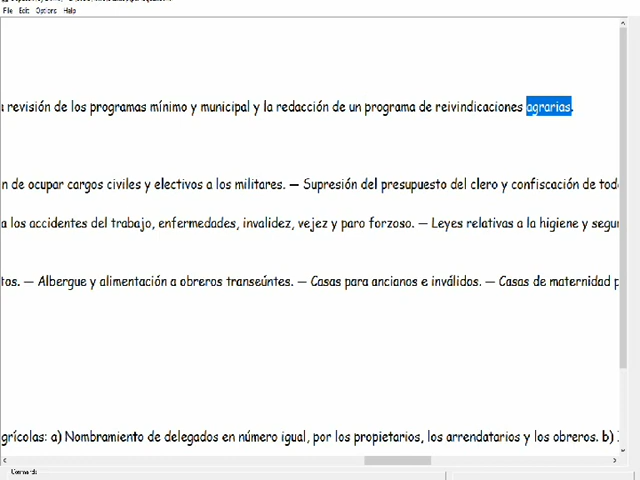 File Edit Options Help
revisión de los programas mínimo y municipal y la redacción de un programa de reivindicaciones agrarias.
n de ocupar cargos civiles y electivos a los militares. — Supresión del presupuesto del clero y confiscación de tod
a los accidentes del trabajo, enfermedades, invalidez, vejez y paro forzoso. — Leyes relativas a la higiene y segur
tos. — Albergue y alimentación a obreros transeúntes. — Casas para ancianos e inválidos. — Casas de maternidad p
grícolas: a) Nombramiento de delegados en número igual, por los propietarios, los arrendatarios y los obreros. b)
Commands